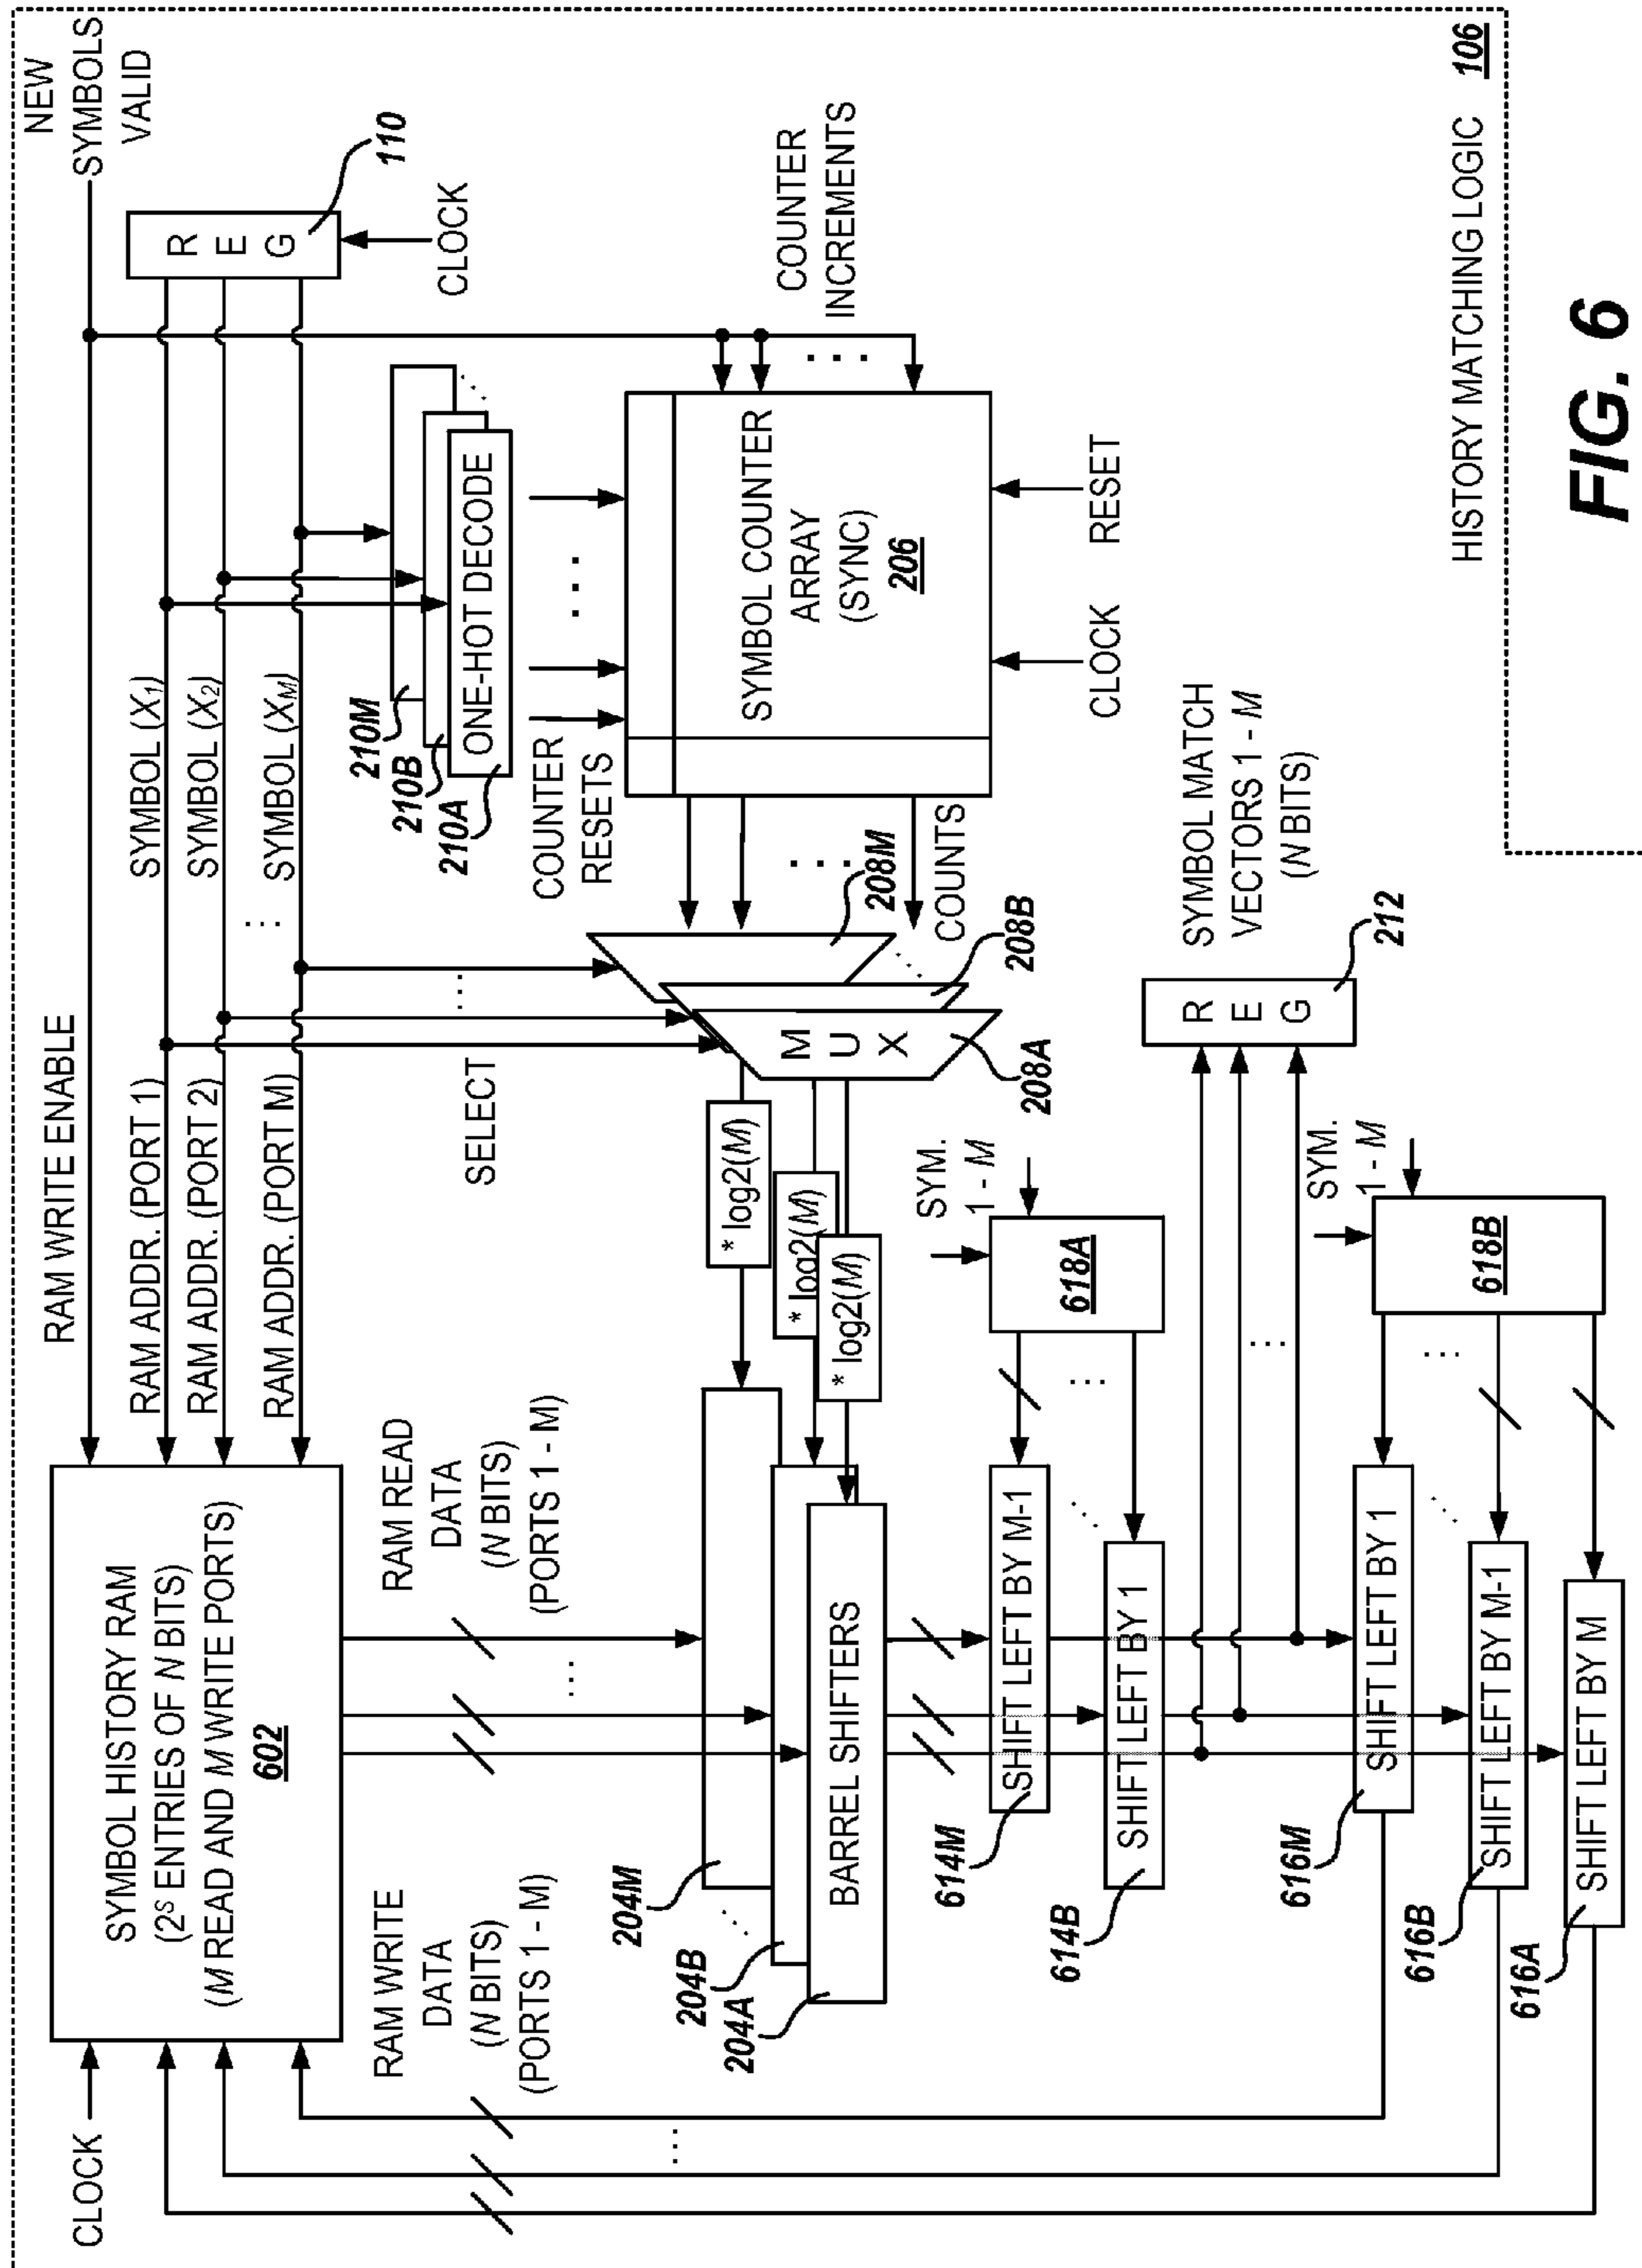 NEW
SYMBOLS
VALID
RAM WRITE ENABLE
CLOCK
SYMBOL HISTORY RAM
(2^S ENTRIES OF N BITS)
(M READ AND M WRITE PORTS)
602
RAM ADDR. (PORT 1)
RAM ADDR. (PORT 2)
RAM ADDR. (PORT M)
SYMBOL (X1)
SYMBOL (X2)
...
SYMBOL (XM)
R
E
G
110
CLOCK
RAM WRITE
DATA
(N BITS)
(PORTS 1 - M)
...
RAM READ
DATA
(N BITS)
(PORTS 1 - M)
...
SELECT
...
210M
210B
210A
ONE-HOT DECODE
COUNTER
RESETS
...
COUNTER
INCREMENTS
...
SYMBOL COUNTER
ARRAY
(SYNC)
206
CLOCK
RESET
...
COUNTS
208M
208B
208A
M
U
X
* log2(M)
* log2(M)
* log2(M)
204M
204B
204A
BARREL SHIFTERS
614M
SHIFT LEFT BY M-1
614B
SHIFT LEFT BY 1
...
618A
SYM.
1 - M
SYMBOL MATCH
VECTORS 1 - M
(N BITS)
R
E
G
212
...
616M
SHIFT LEFT BY 1
616B
SHIFT LEFT BY M-1
616A
SHIFT LEFT BY M
...
618B
SYM.
1 - M
HISTORY MATCHING LOGIC 106
FIG. 6